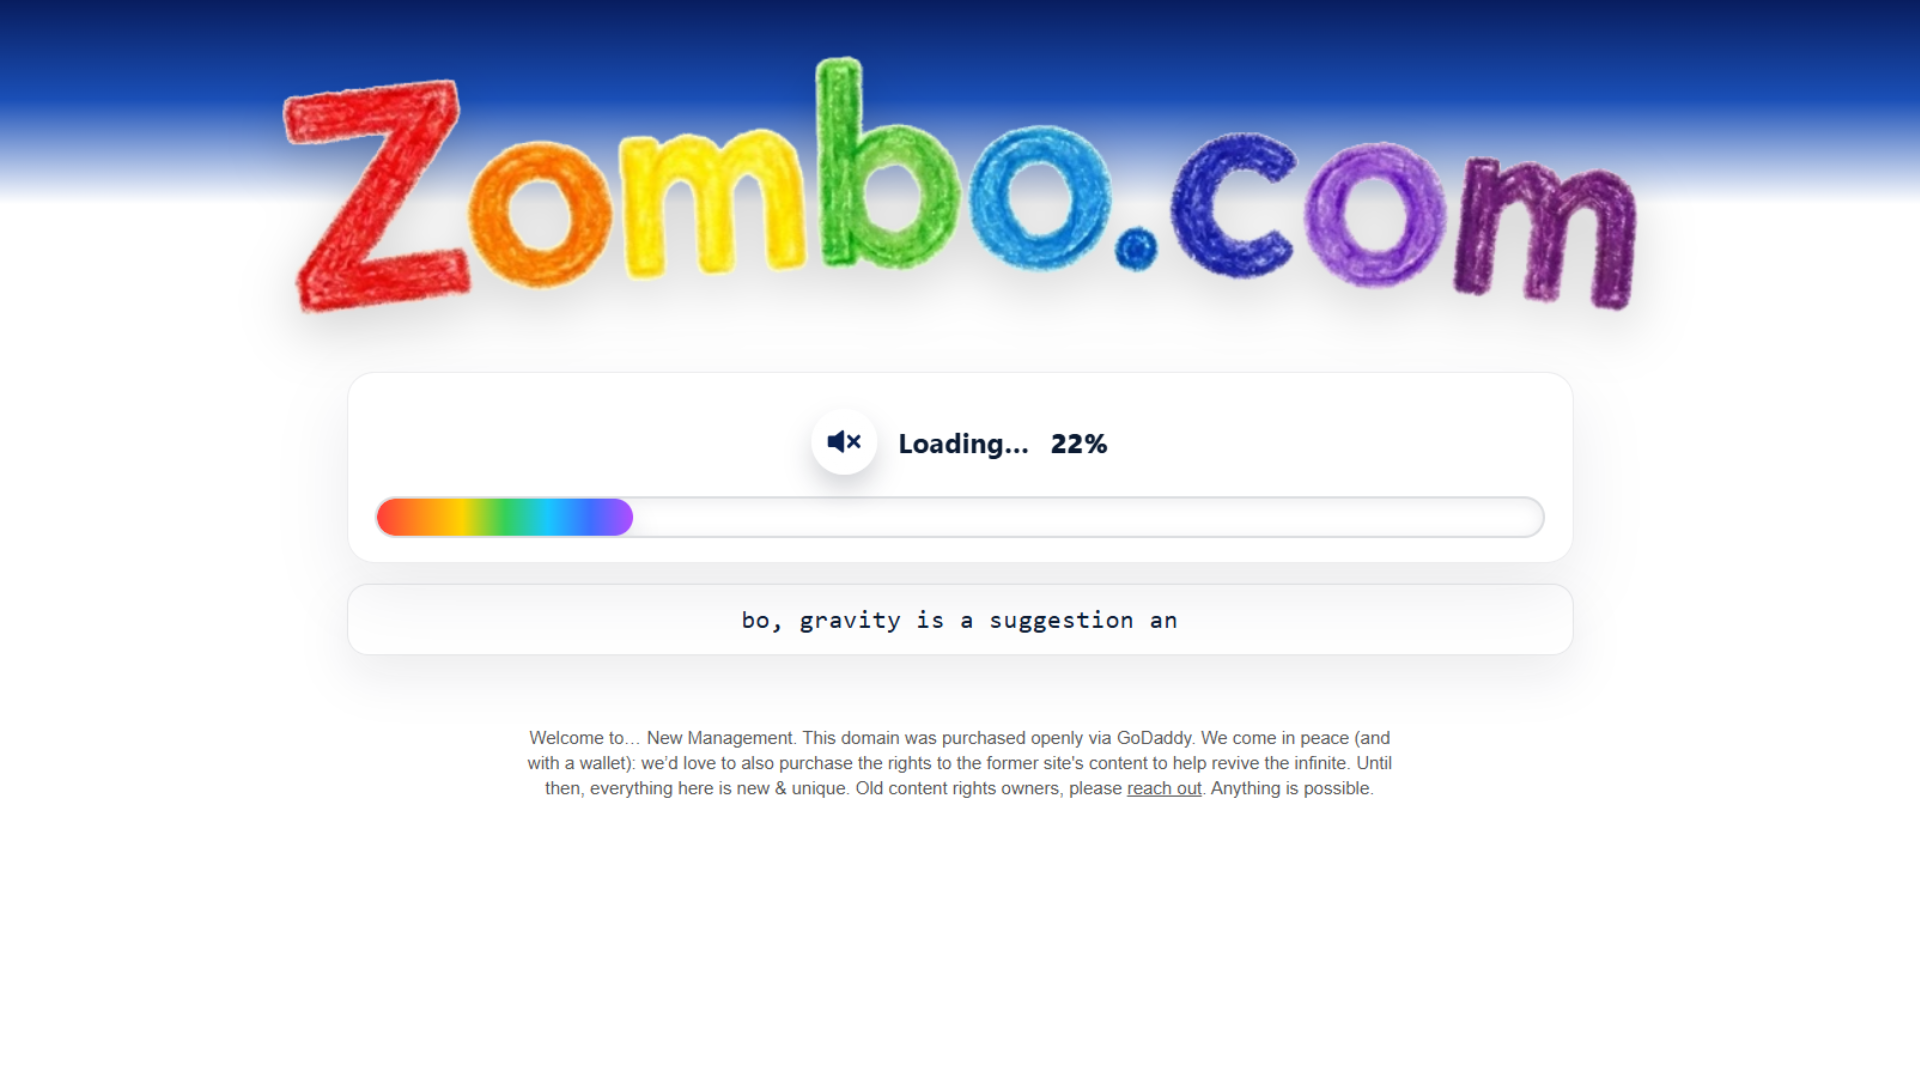 Zombo.com
Loading... 22%
bo, gravity is a suggestion an
Welcome to… New Management. This domain was purchased openly via GoDaddy. We come in peace (and
with a wallet): we’d love to also purchase the rights to the former site's content to help revive the infinite. Until
then, everything here is new & unique. Old content rights owners, please reach out. Anything is possible.